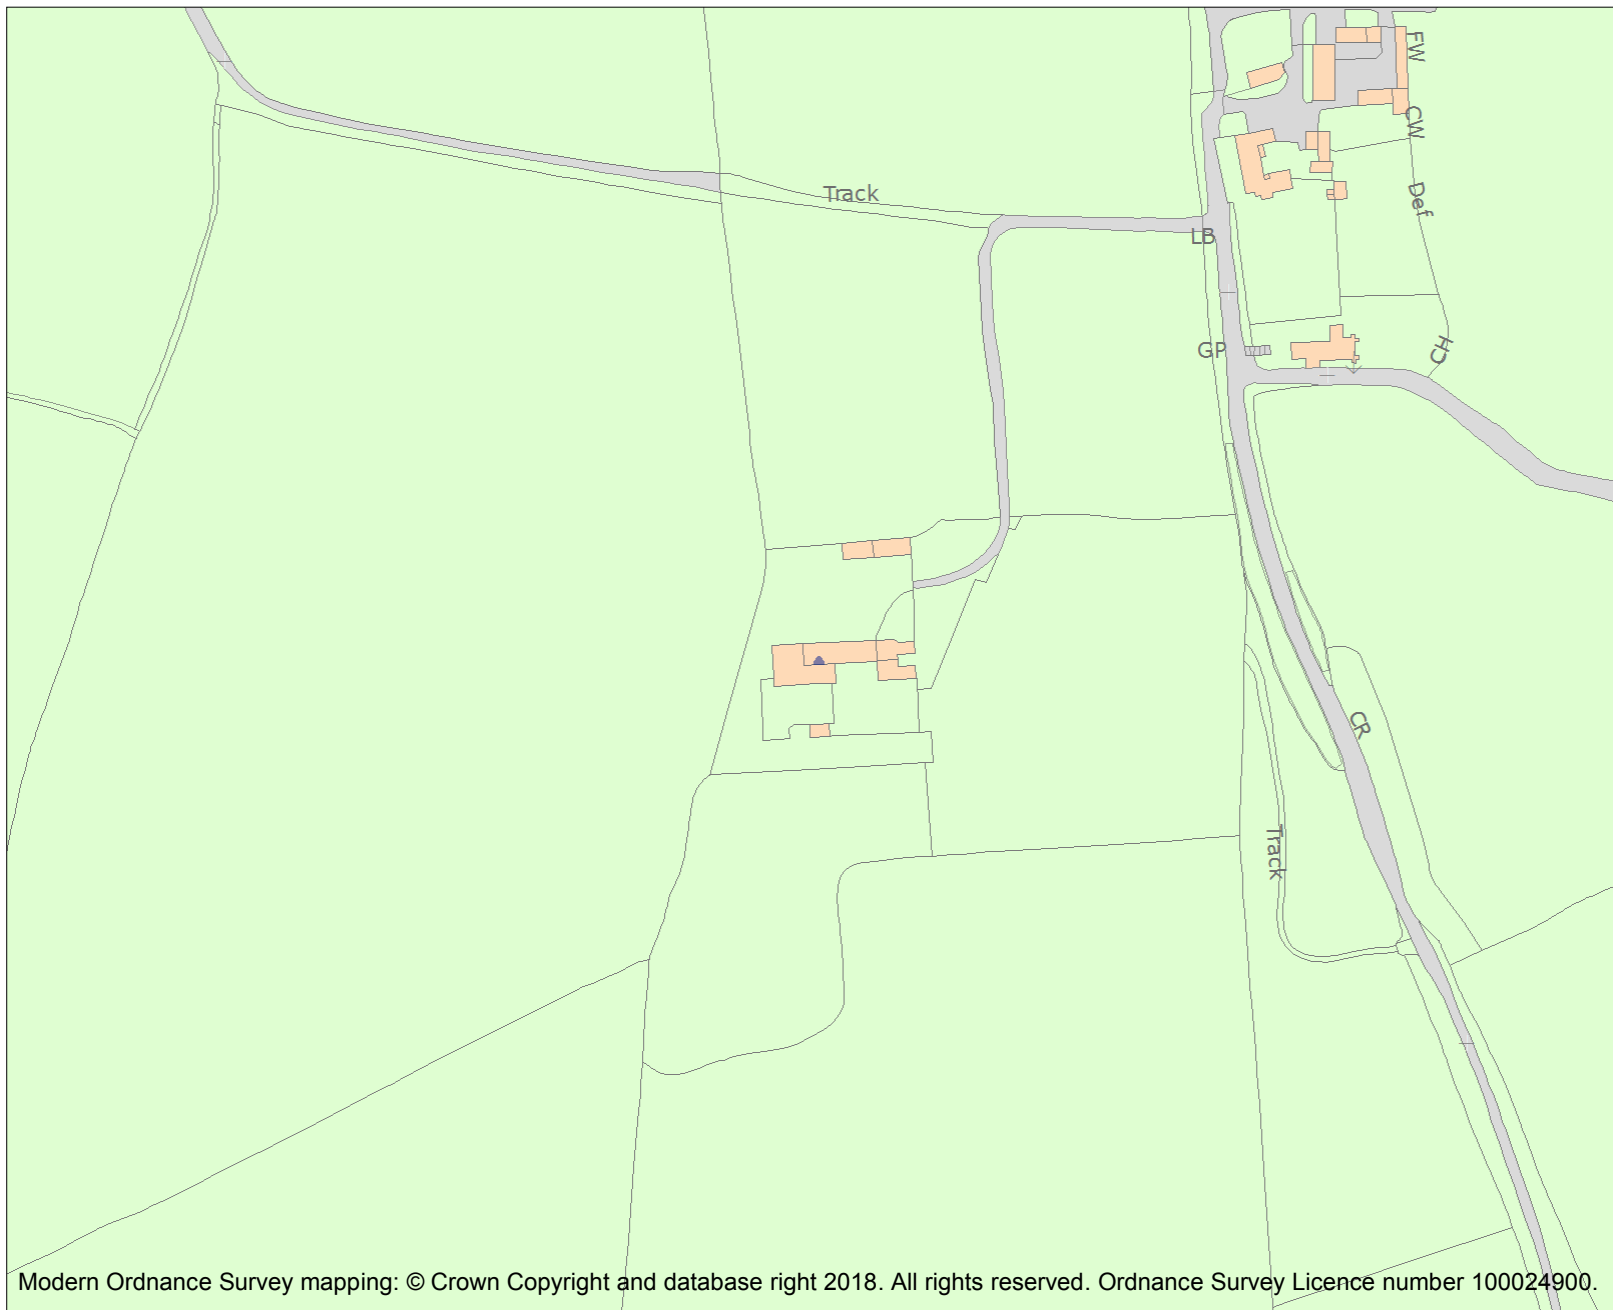 FW
CW
Track
Def
LB
GP
CH
CR
Track
Modern Ordnance Survey mapping: © Crown Copyright and database right 2018. All rights reserved. Ordnance Survey Licence number 100024900.